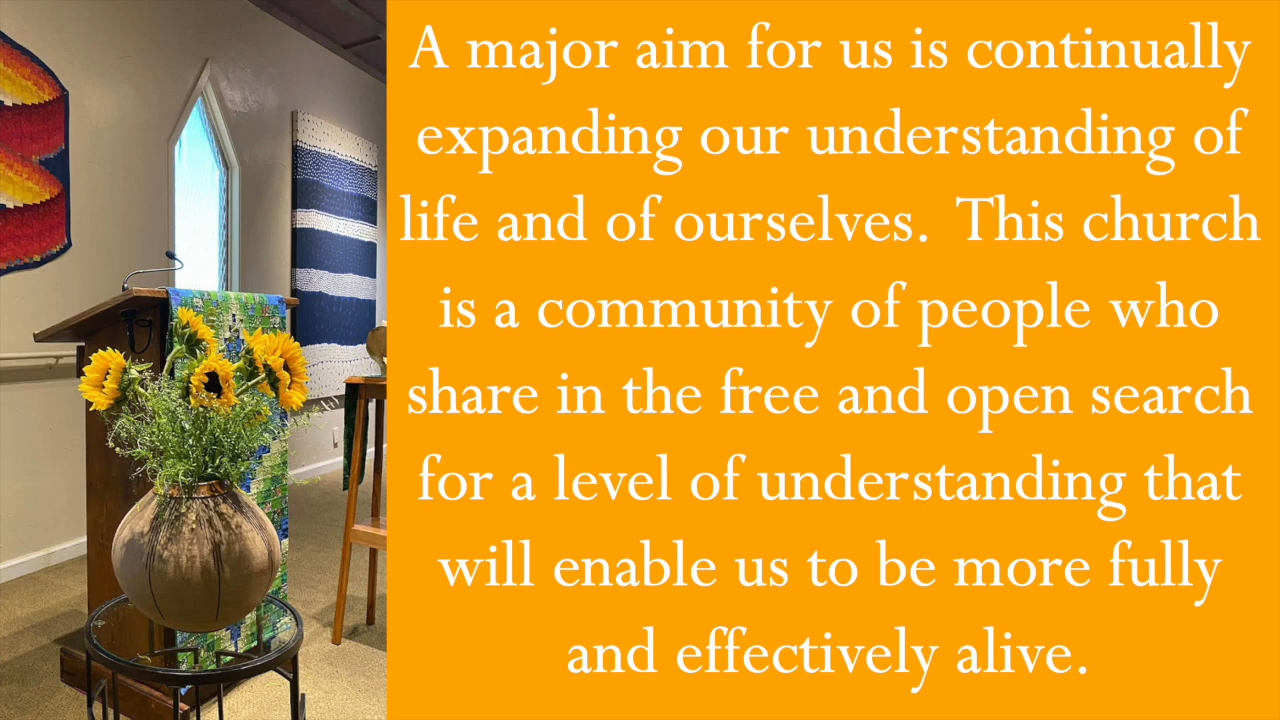 A major aim for us is continually
expanding our understanding of
life and of ourselves.  This church
is a community of people who
share in the free and open search
for a level of understanding that
will enable us to be more fully
and effectively alive.